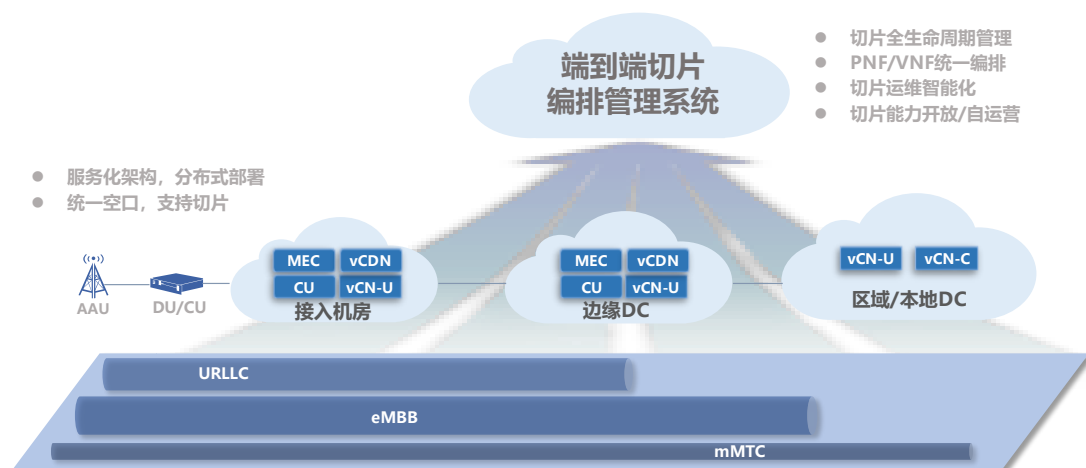 端到端切片
编排管理系统
切片全生命周期管理
PNF/VNF统一编排
切片运维智能化
切片能力开放/自运营
服务化架构，分布式部署
统一空口，支持切片
AAU
DU/CU
MEC vCDN
CU vCN-U
接入机房
MEC vCDN
CU vCN-U
边缘DC
vCN-U vCN-C
区域/本地DC
URLLC
eMBB
mMTC